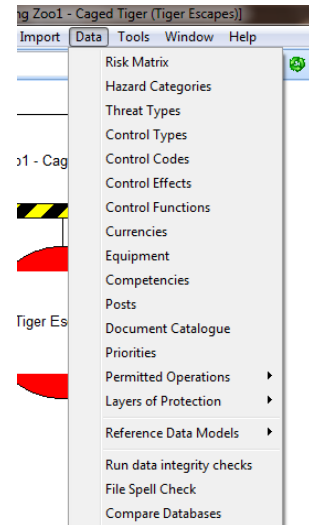 ng Zoo1 - Caged Tiger (Tiger Escapes)]
Import Data Tools Window Help
Risk Matrix
Hazard Categories
Threat Types
Control Types
o1 - Cag
Control Codes
Control Effects
Control Functions
Currencies
Equipment
Competencies
Posts
Tiger Es
Document Catalogue
Priorities
Permitted Operations
Layers of Protection
Reference Data Models
Run data integrity checks
File Spell Check
Compare Databases